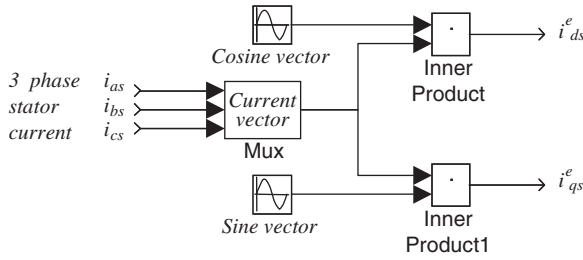 Cosine vector
.
Inner
Product
i^e_ds
3 phase
stator
current
i_as
i_bs
i_cs
Current
vector
Mux
Sine vector
.
Inner
Product1
i^e_qs